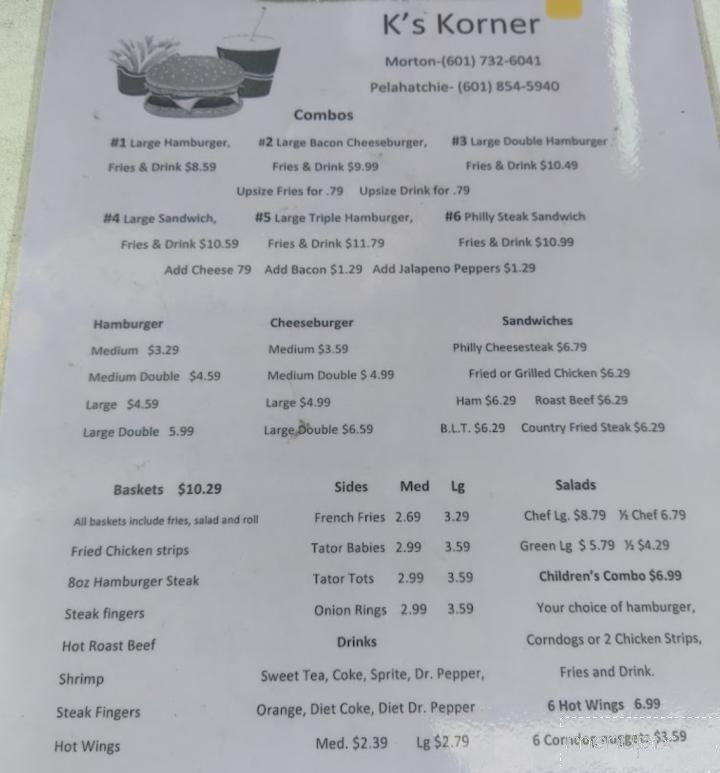 K's Korner
Morton-(601) 732-6041
Pelahatchie- (601) 854-5940
Combos
#1 Large Hamburger, #2 Large Bacon Cheeseburger, #3 Large Double Hamburger
Fries & Drink $8.59 Fries & Drink $9.99 Fries & Drink $10.49
Upsize Fries for .79 Upsize Drink for .79
#4 Large Sandwich, #5 Large Triple Hamburger, #6 Philly Steak Sandwich
Fries & Drink $10.59 Fries & Drink $11.79 Fries & Drink $10.99
Add Cheese 79 Add Bacon $1.29 Add Jalapeno Peppers $1.29
Hamburger
Medium $3.29
Medium Double $4.59
Large $4.59
Large Double 5.99
Cheeseburger
Medium $3.59
Medium Double $ 4.99
Large $4.99
Large Double $6.59
Sandwiches
Philly Cheesesteak $6.79
Fried or Grilled Chicken $6.29
Ham $6.29 Roast Beef $6.29
B.L.T. $6.29 Country Fried Steak $6.29
Baskets $10.29
All baskets include fries, salad and roll
Fried Chicken strips
8oz Hamburger Steak
Steak fingers
Hot Roast Beef
Shrimp
Steak Fingers
Hot Wings
Sides Med Lg
French Fries 2.69 3.29
Tator Babies 2.99 3.59
Tator Tots 2.99 3.59
Onion Rings 2.99 3.59
Drinks
Sweet Tea, Coke, Sprite, Dr. Pepper,
Orange, Diet Coke, Diet Dr. Pepper
Med. $2.39 Lg $2.79
Salads
Chef Lg. $8.79 ½ Chef 6.79
Green Lg $ 5.79 ½ $4.29
Children's Combo $6.99
Your choice of hamburger,
Corndogs or 2 Chicken Strips,
Fries and Drink.
6 Hot Wings 6.99
6 Corndog nuggets $3.59